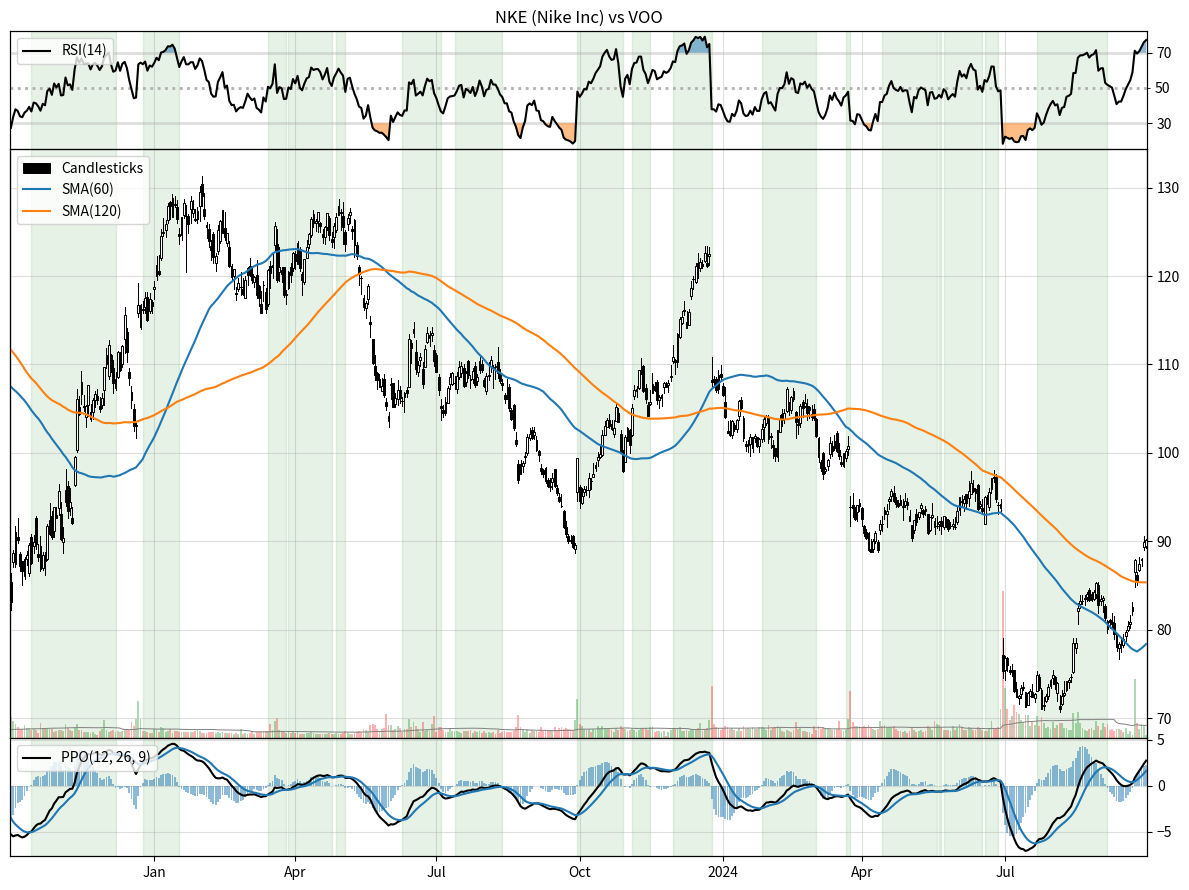 NKE (Nike Inc) vs VOO
RSI(14)
70
50
30
Candlesticks
SMA(60)
SMA(120)
130
120
110
100
90
80
70
PPO(12, 26, 9)
5
0
−5
Jan
Apr
Jul
Oct
2024
Apr
Jul